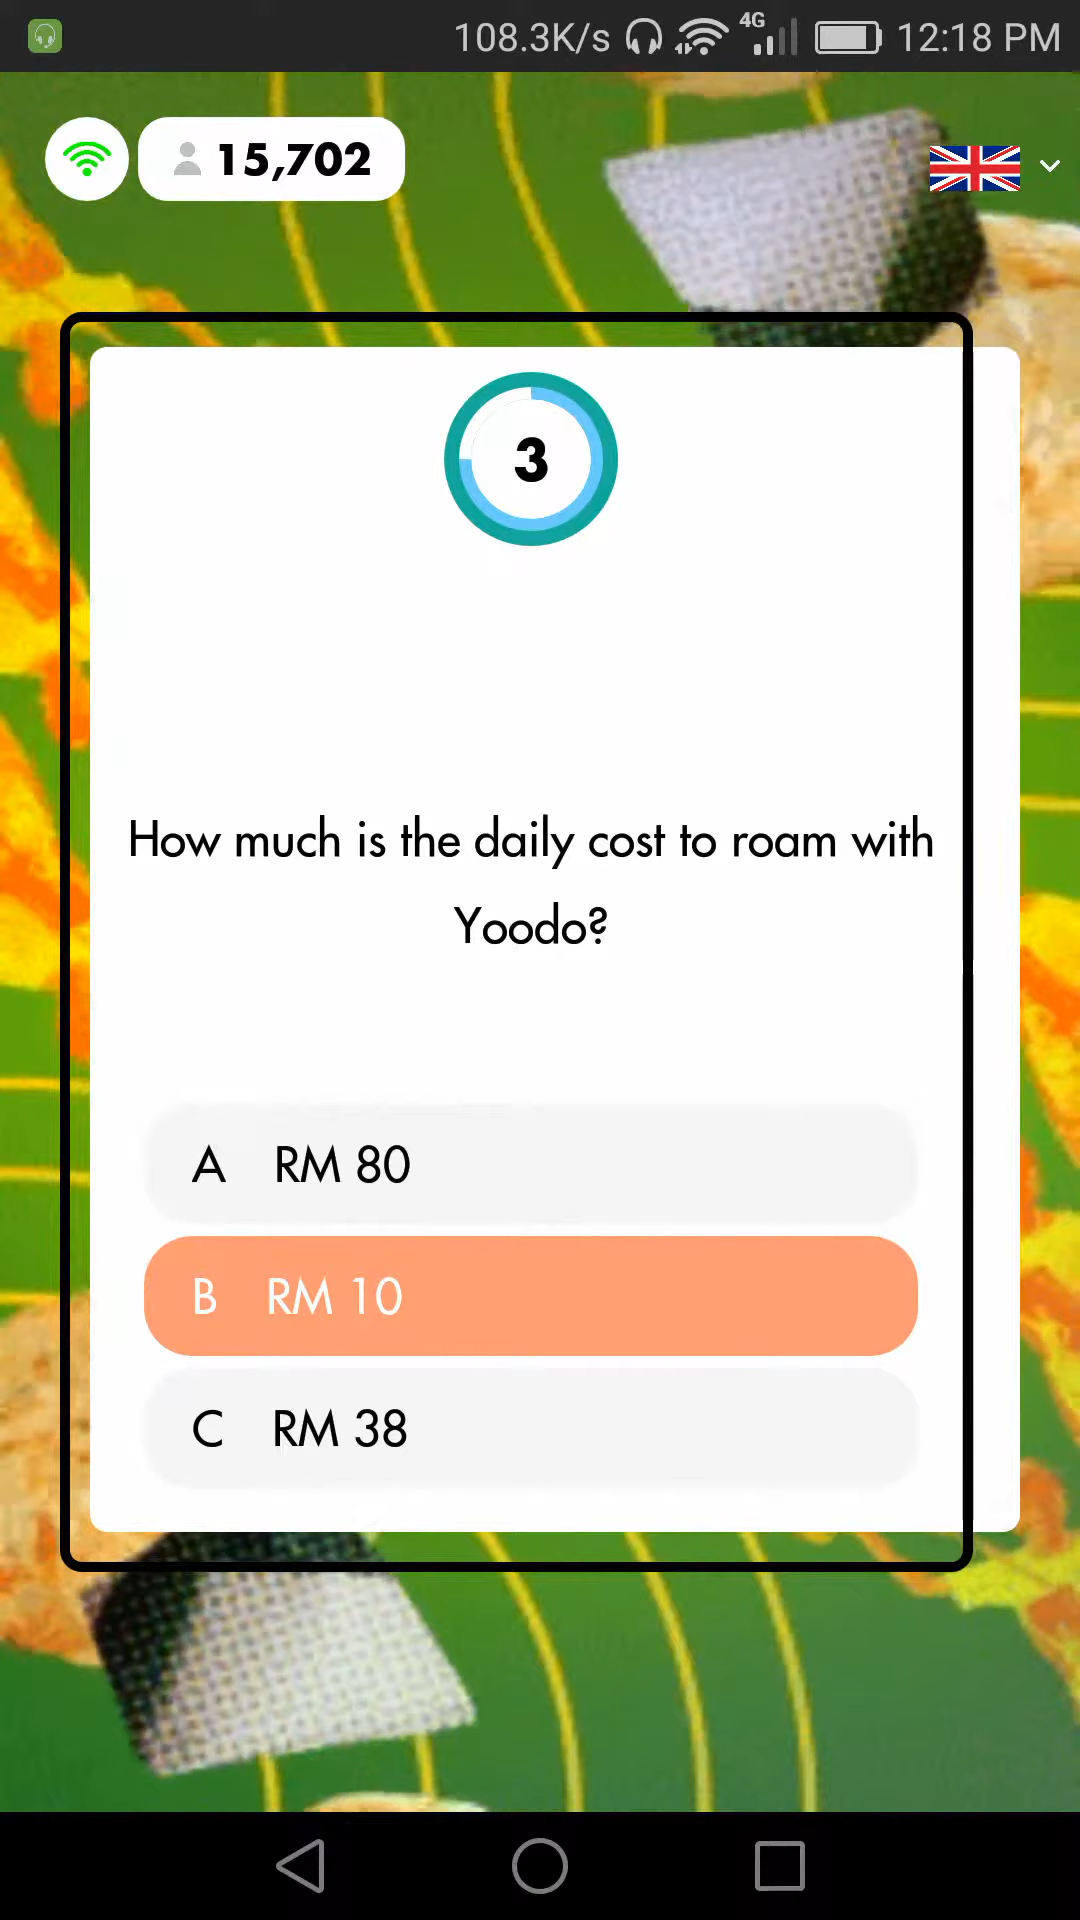 108.3K/s 4G 12:18 PM
15,702
3
How much is the daily cost to roam with
Yoodo?
A RM 80
B RM 10
C RM 38